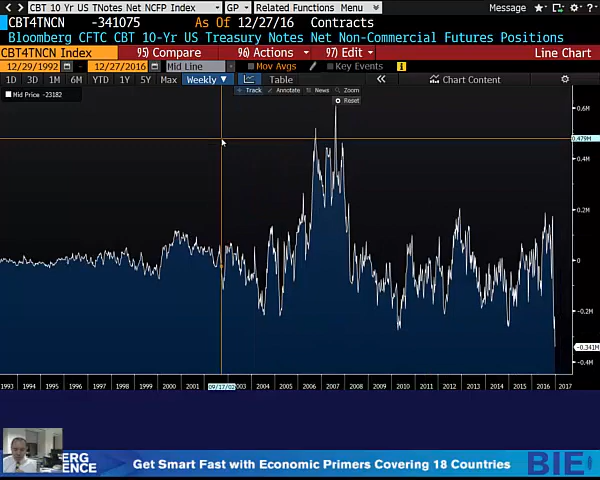 CBT 10 Yr US TNotes Net NCFP Index GP Related Functions Menu Message
CBT4TNCN -341075 As Of 12/27/16 Contracts
Bloomberg CFTC CBT 10-Yr US Treasury Notes Net Non-Commercial Futures Positions
CBT4TNCN Index 95) Compare 96) Actions 97) Edit Line Chart
12/29/1992 - 12/27/2016 Mid Line Mov Avgs Key Events
1D 3D 1M 6M YTD 1Y 5Y Max Weekly Table Chart Content
Mid Price -23182 Track Annotate News Zoom
Reset
0.6M
0.479M
0.4M
0.2M
0
-0.2M
-0.341M
-0.4M
1993 1994 1995 1996 1997 1998 1999 2000 2001 09/17/02 2003 2004 2005 2006 2007 2008 2009 2010 2011 2012 2013 2014 2015 2016 2017
ERG
ENCE
Get Smart Fast with Economic Primers Covering 18 Countries
BIE